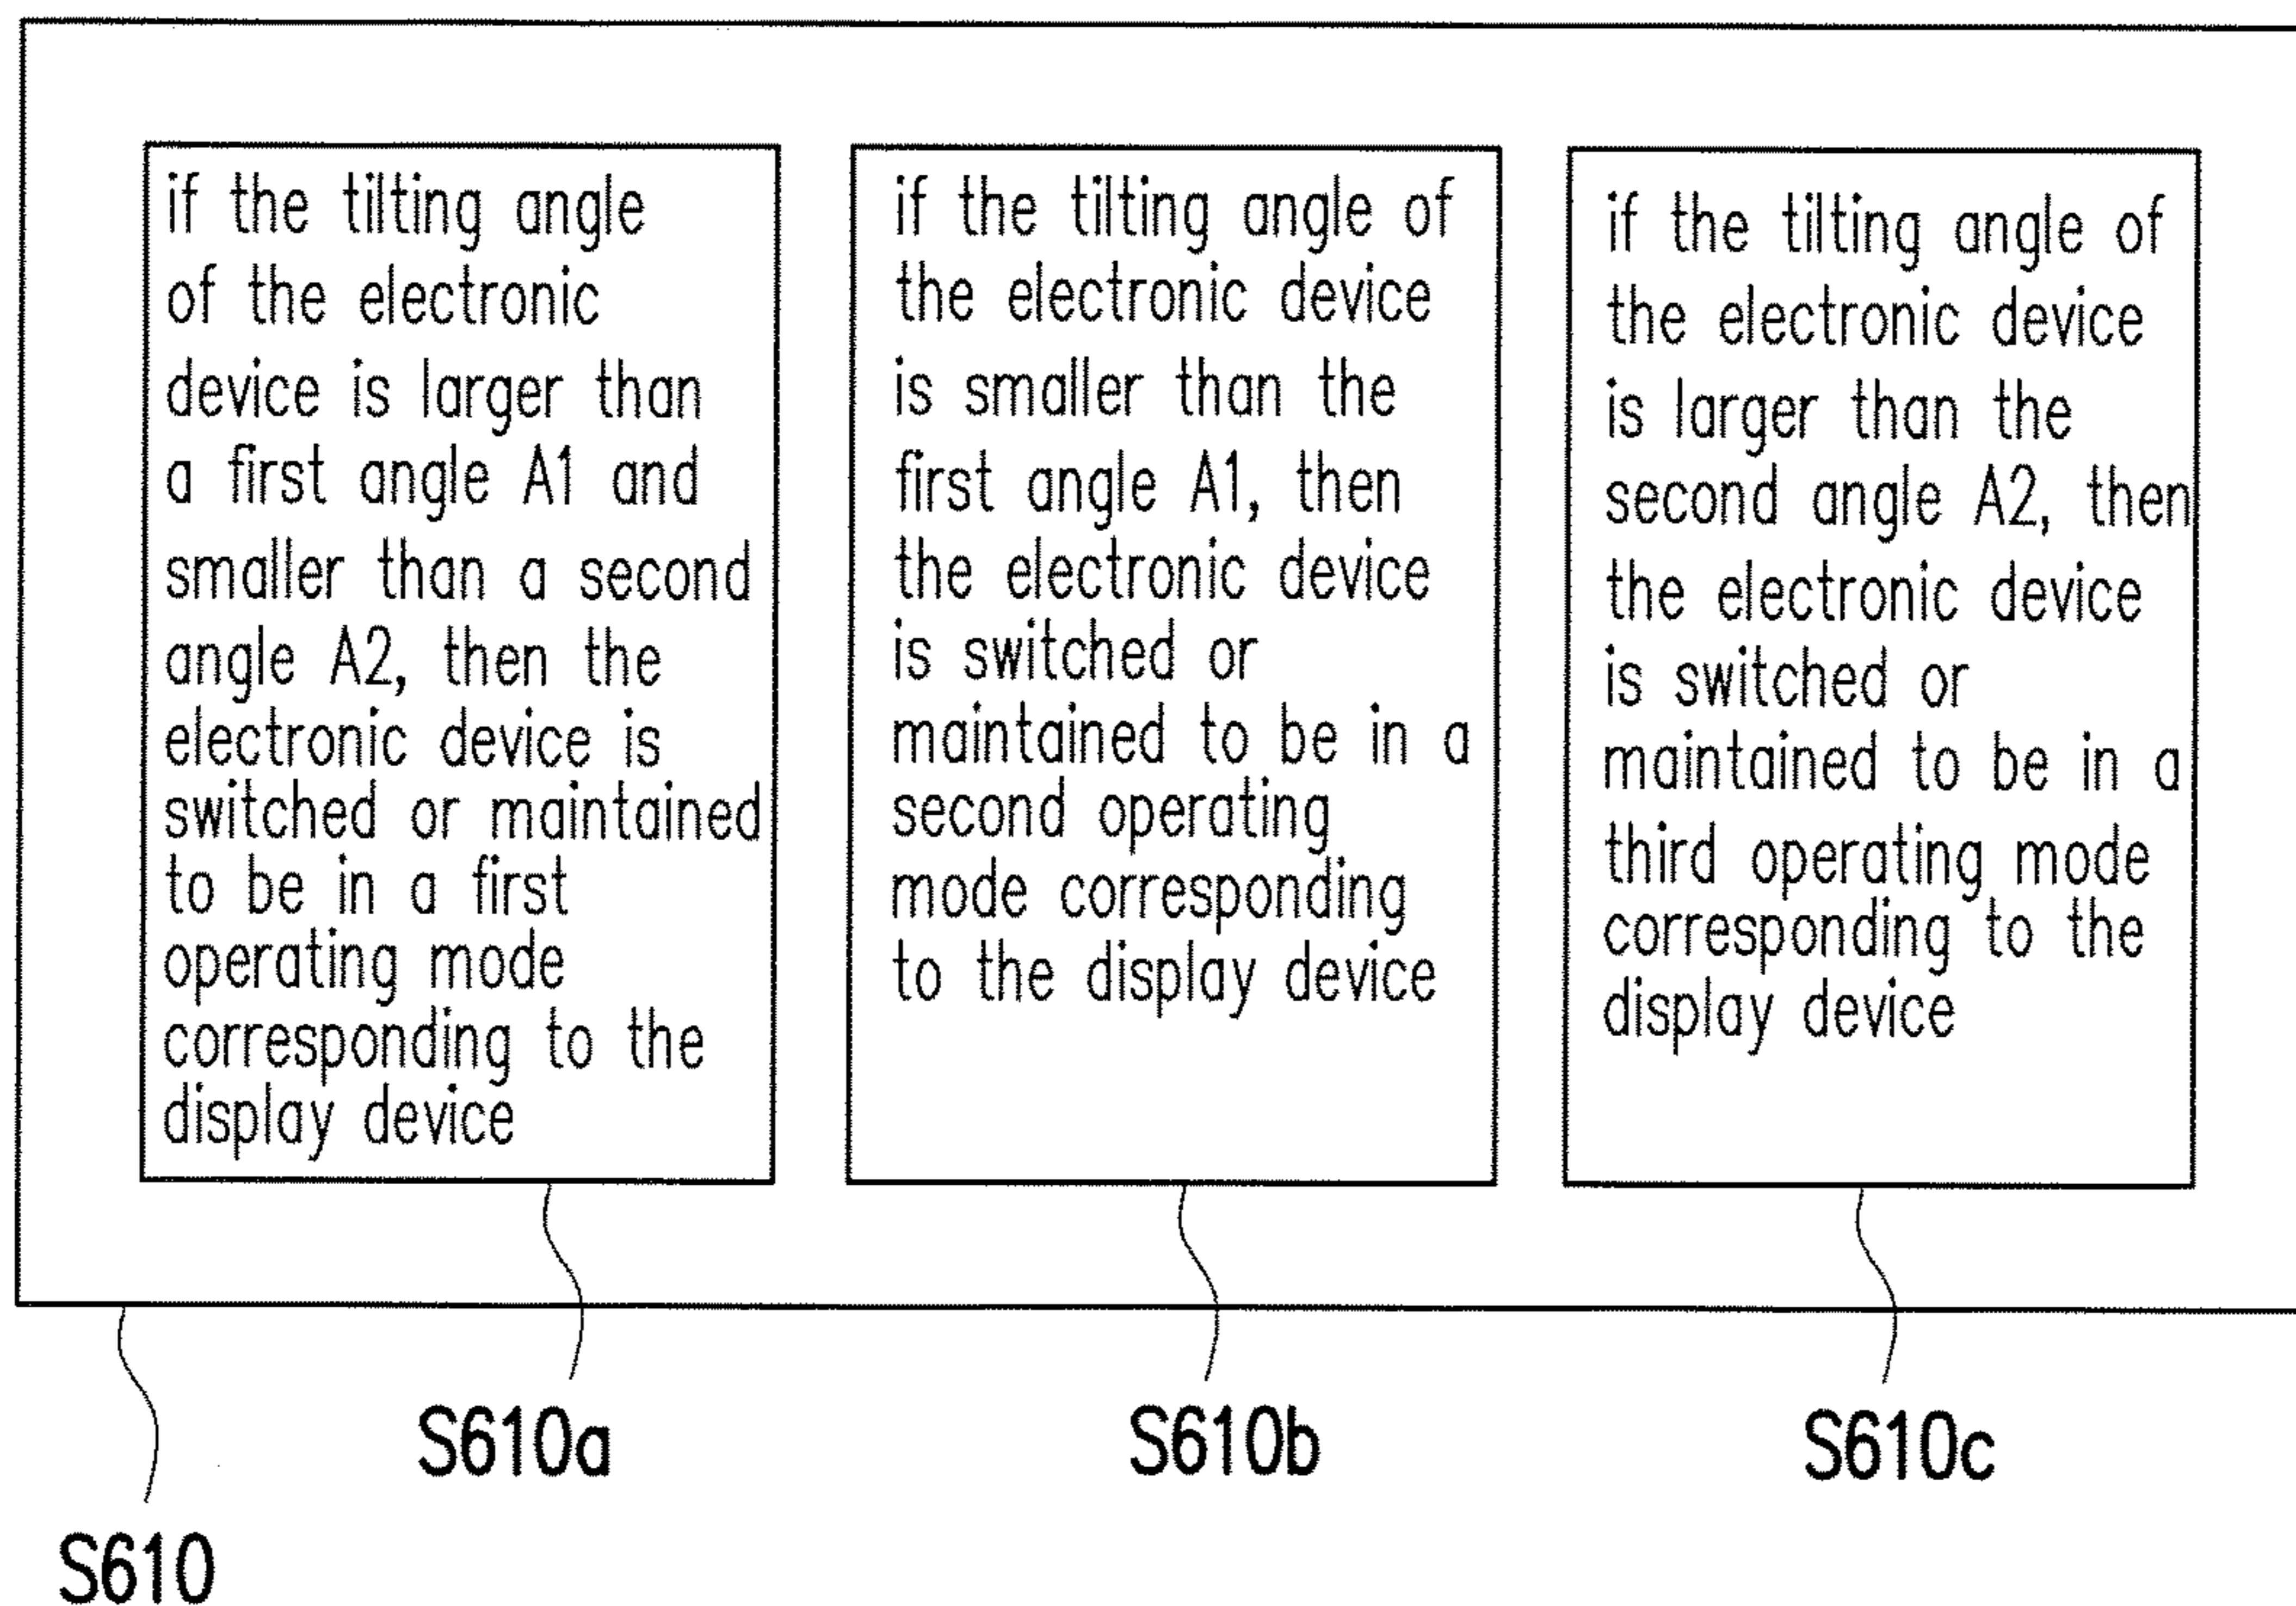 if the tilting angle
of the electronic
device is larger than
a first angle A1 and
smaller than a second
angle A2, then the
electronic device is
switched or maintained
to be in a first
operating mode
corresponding to the
display device
if the tilting angle of
the electronic device
is smaller than the
first angle A1, then
the electronic device
is switched or
maintained to be in a
second operating
mode corresponding
to the display device
if the tilting angle of
the electronic device
is larger than the
second angle A2, then
the electronic device
is switched or
maintained to be in a
third operating mode
corresponding to the
display device
S610a
S610b
S610c
S610